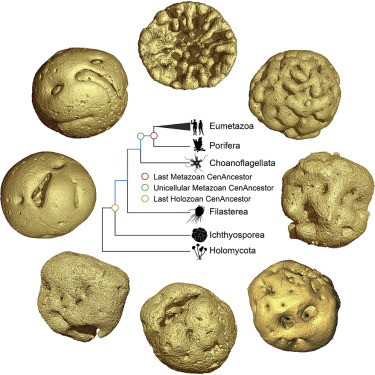 Eumetazoa
Porifera
Choanoflagellata
Last Metazoan CenAncestor
Unicellular Metazoan CenAncestor
Last Holozoan CenAncestor
Filasterea
Ichthyosporea
Holomycota